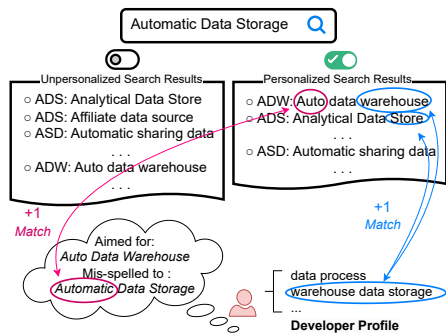 Automatic Data Storage
Unpersonalized Search Results
○ ADS: Analytical Data Store
○ ADS: Affiliate data source
○ ASD: Automatic sharing data
. . .
○ ADW: Auto data warehouse
. . .
Personalized Search Results
○ ADW: Auto data warehouse
○ ADS: Analytical Data Store
. . .
○ ASD: Automatic sharing data
. . .
+1
Match
+1
Match
Aimed for:
Auto Data Warehouse
Mis-spelled to :
Automatic Data Storage
data process
warehouse data storage
...
Developer Profile